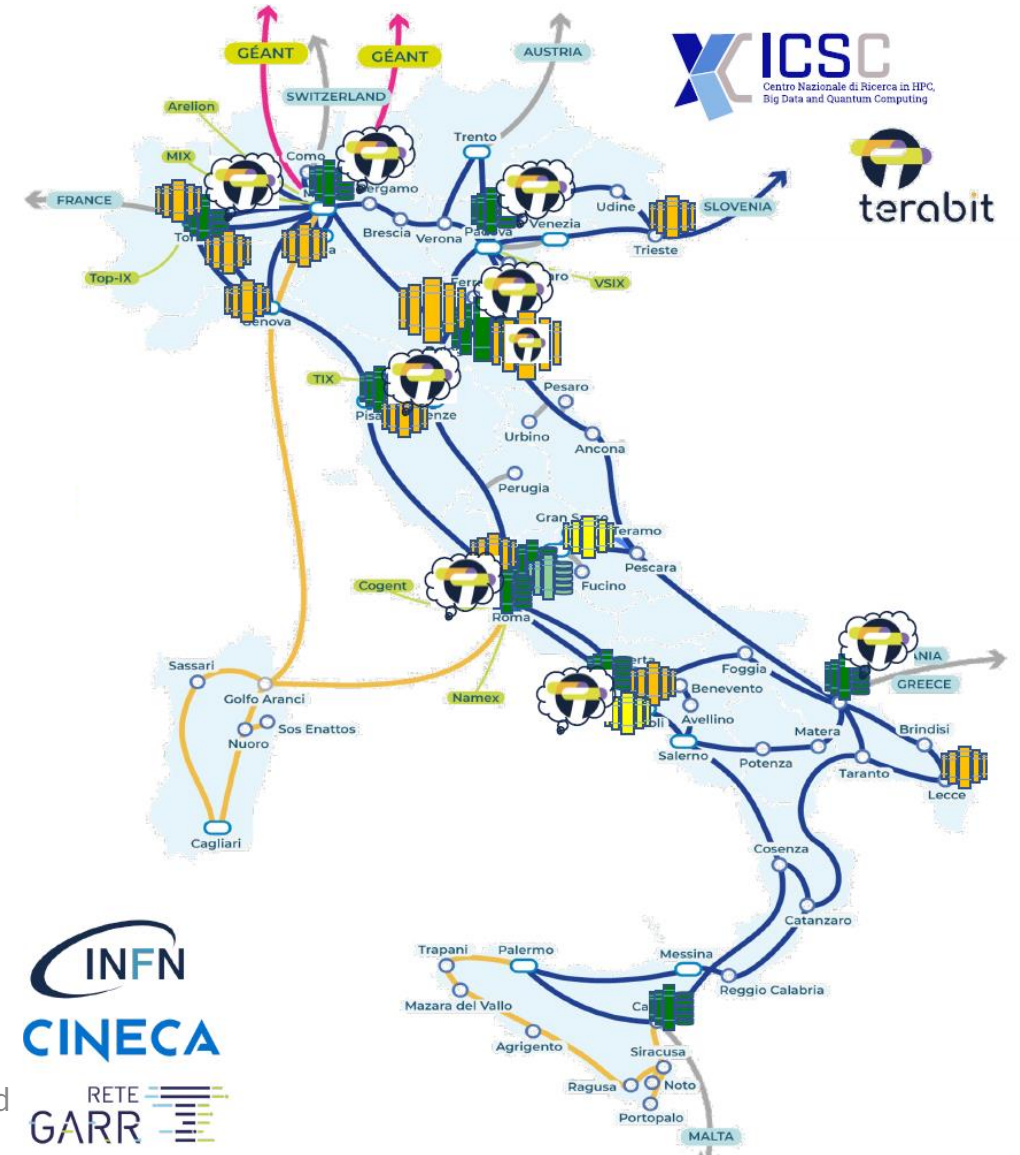 GÉANT
GÉANT
AUSTRIA
SWITZERLAND
ICSC
Centro Nazionale di Ricerca in HPC,
Big Data and Quantum Computing
Arelion
MIX
Como
Trento
terabit
FRANCE
Bergamo
Udine
SLOVENIA
Brescia
Verona
Venezia
Trieste
Top-IX
VSIX
Genova
TIX
Pesaro
Urbino
Ancona
Perugia
Teramo
Pescara
Fucino
Cogent
Roma
Namex
Sassari
Golfo Aranci
Nuoro
Sos Enattos
Cagliari
Foggia
Benevento
Avellino
GREECE
Salerno
Potenza
Matera
Brindisi
Taranto
Lecce
Cosenza
Catanzaro
INFN
CINECA
RETE
GARR
Trapani
Palermo
Messina
Reggio Calabria
Mazara del Vallo
Agrigento
Siracusa
Ragusa
Noto
Portopalo
MALTA